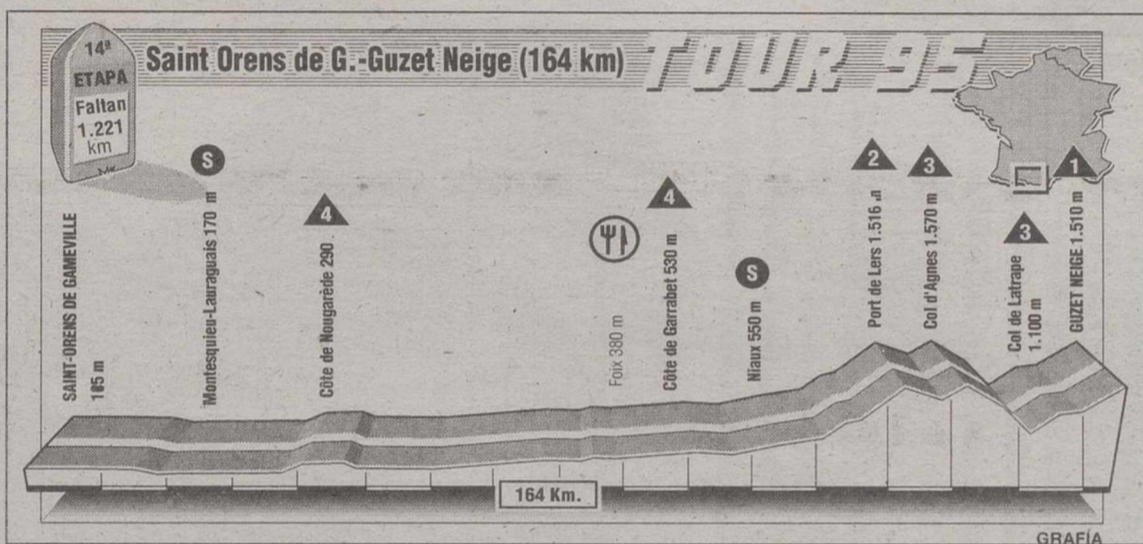 14ª
ETAPA
Faltan
1.221
km
Saint Orens de G.-Guzet Neige (164 km)
TOUR 95
SAINT-ORENS DE GAMEVILLE
185 m
S
Montesquieu-Lauraguais 170 m
4
Côte de Nougarède 290
Foix 380 m
4
Côte de Garrabet 530 m
S
Niaux 550 m
2
Port de Lers 1.516 m
3
Col d'Agnes 1.570 m
3
Col de Latrape
1.100 m
1
GUZET NEIGE 1.510 m
164 Km.
GRAFÍA